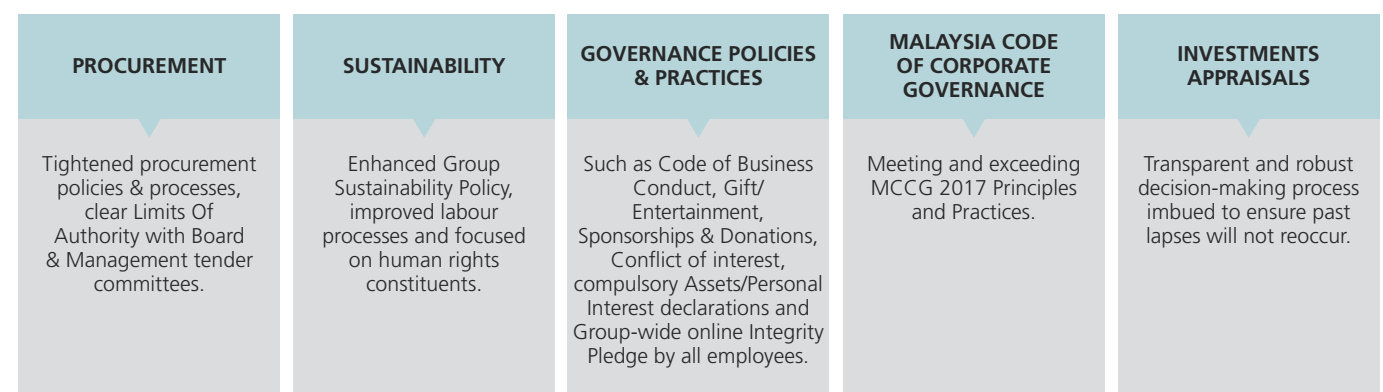 PROCUREMENT
Tightened procurement
policies & processes,
clear Limits Of
Authority with Board
& Management tender
committees.
SUSTAINABILITY
Enhanced Group
Sustainability Policy,
improved labour
processes and focused
on human rights
constituents.
GOVERNANCE POLICIES
& PRACTICES
Such as Code of Business
Conduct, Gift/
Entertainment,
Sponsorships & Donations,
Conflict of interest,
compulsory Assets/Personal
Interest declarations and
Group-wide online Integrity
Pledge by all employees.
MALAYSIA CODE
OF CORPORATE
GOVERNANCE
Meeting and exceeding
MCCG 2017 Principles
and Practices.
INVESTMENTS
APPRAISALS
Transparent and robust
decision-making process
imbued to ensure past
lapses will not reoccur.